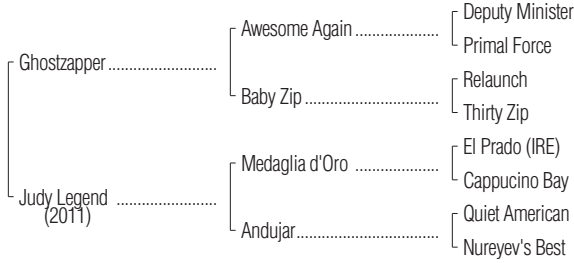 Deputy Minister
Awesome Again
Primal Force
Ghostzapper
Relaunch
Baby Zip
Thirty Zip
El Prado (IRE)
Medaglia d'Oro
Cappucino Bay
Judy Legend
(2011)
Quiet American
Andujar
Nureyev's Best